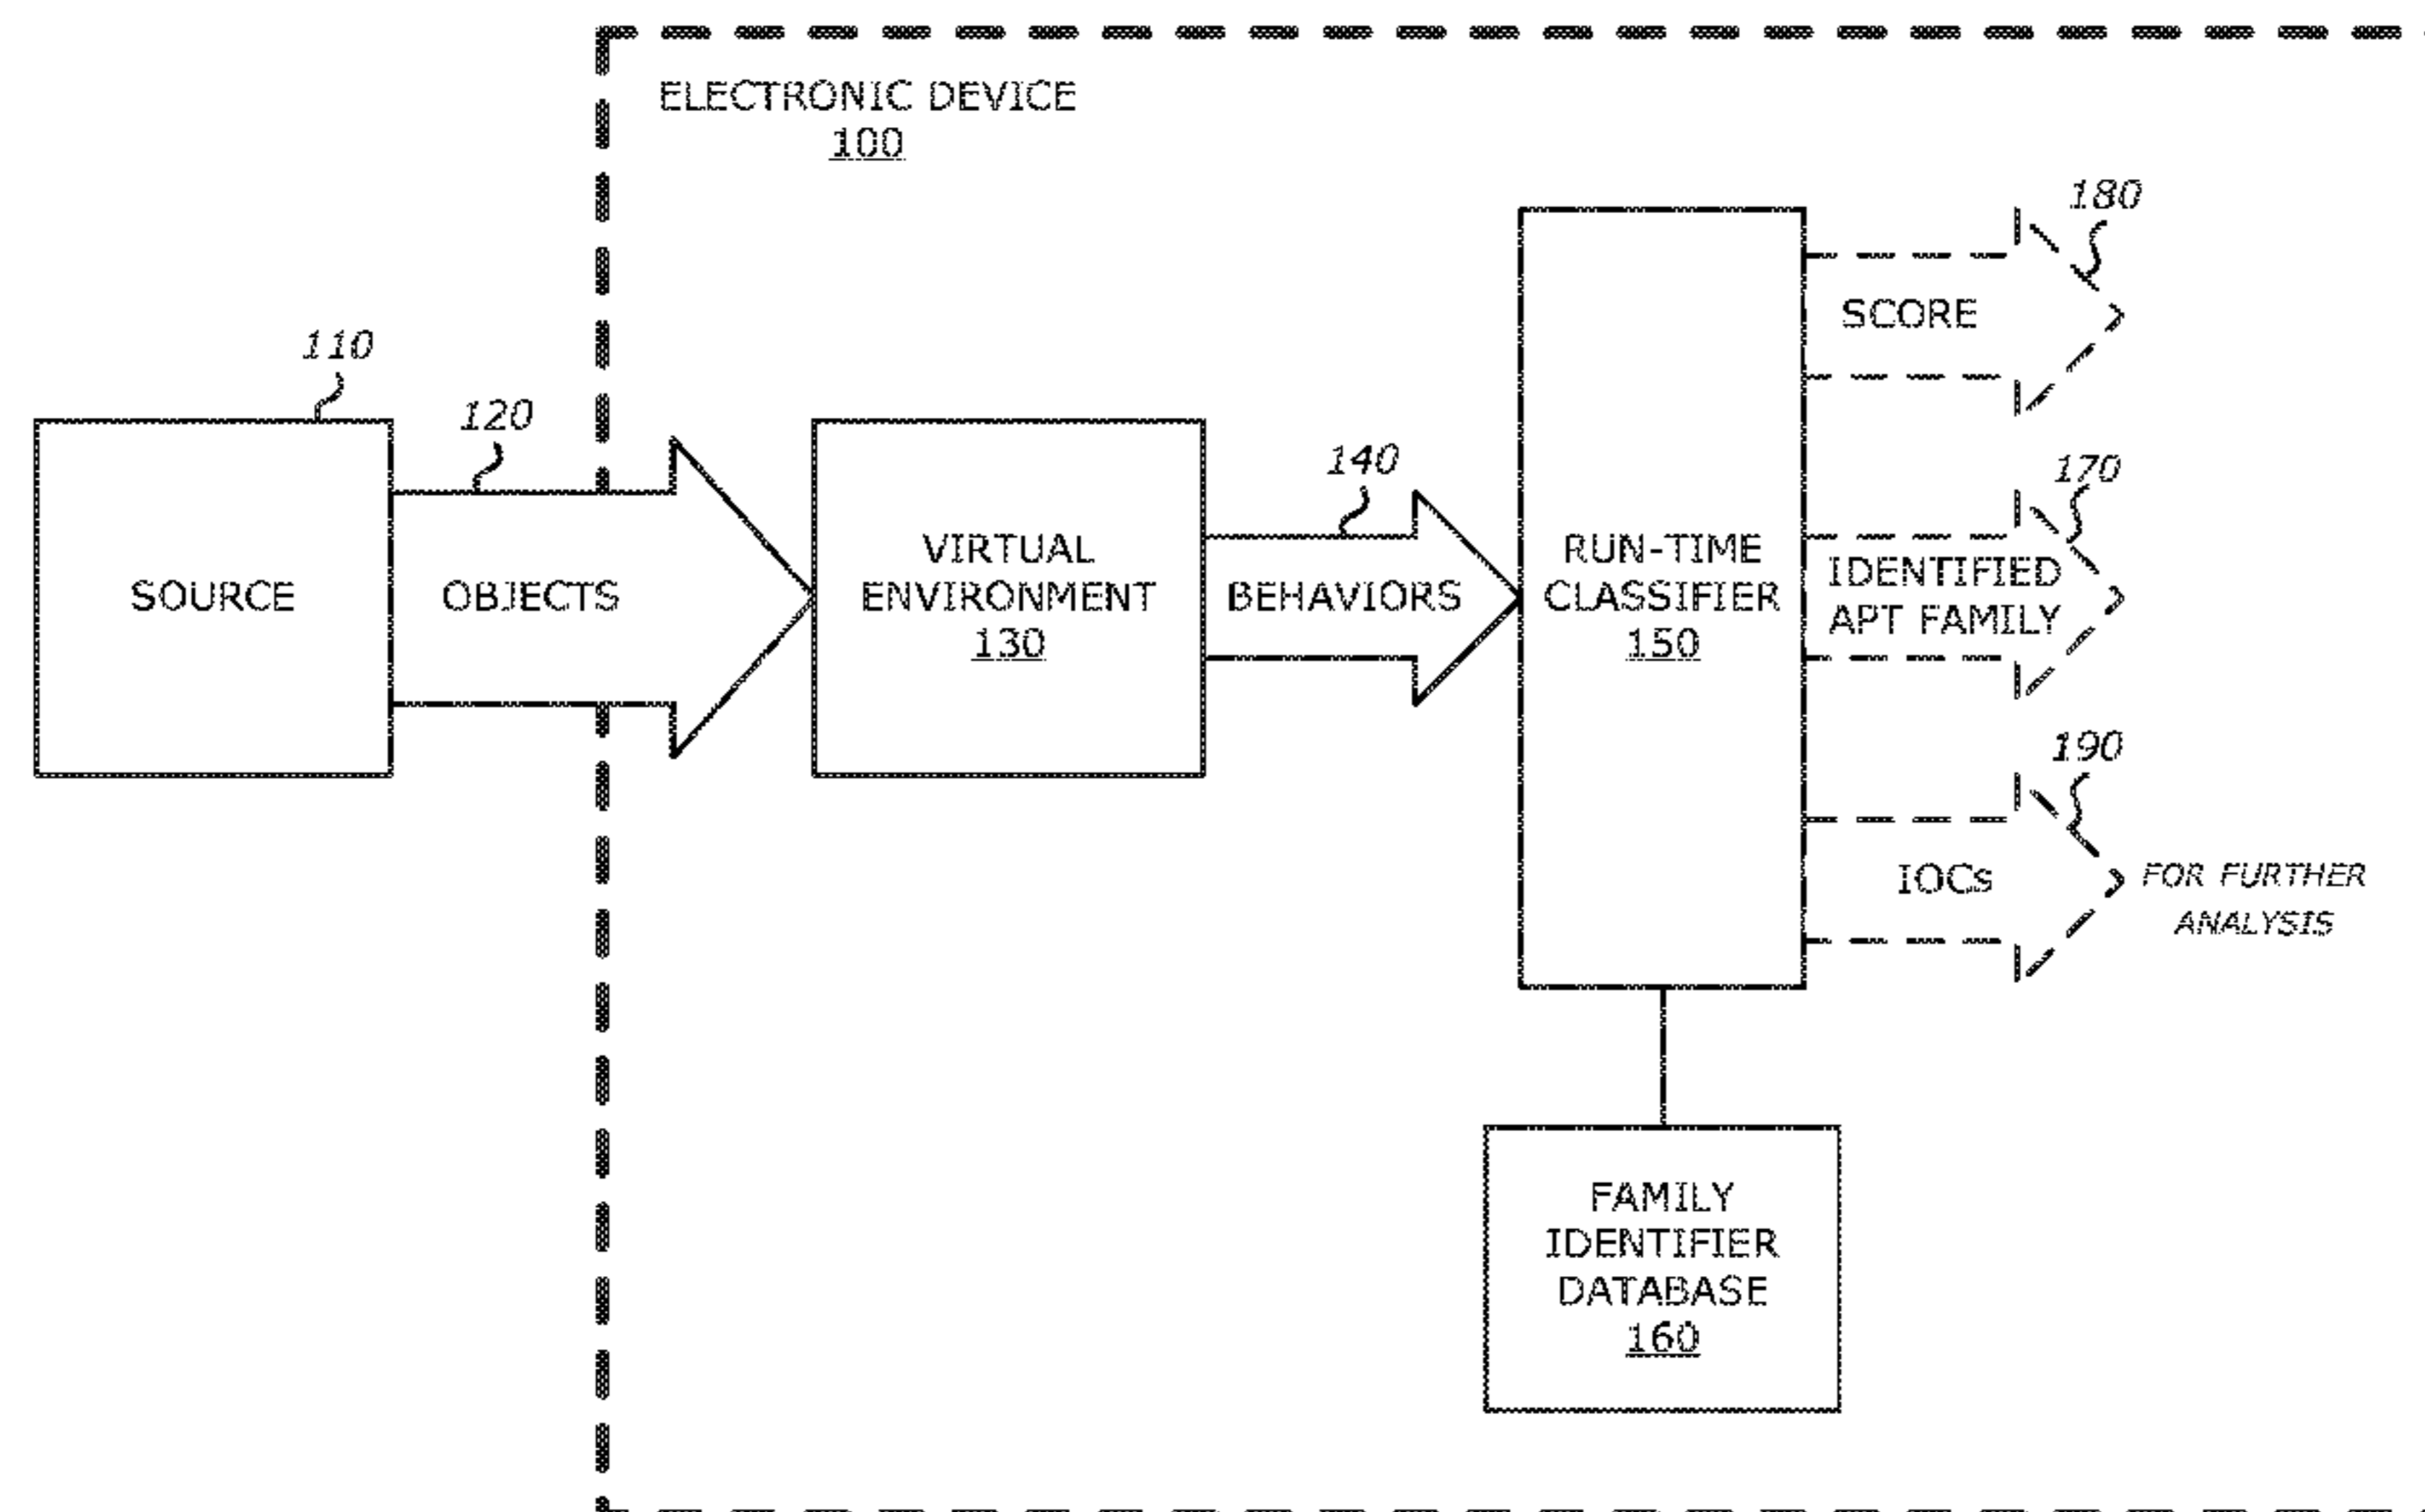 ELECTRONIC DEVICE
100
180
SCORE
110
120
140
170
SOURCE
OBJECTS
VIRTUAL
ENVIRONMENT
130
BEHAVIORS
RUN-TIME
CLASSIFIER
150
IDENTIFIED
APT FAMILY
190
IOCs
FOR FURTHER
ANALYSIS
FAMILY
IDENTIFIER
DATABASE
160